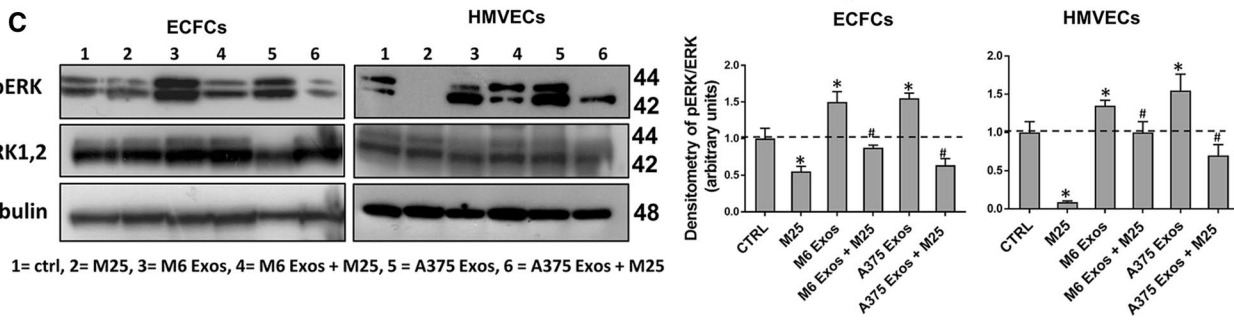 C
ECFCs
1 2 3 4 5 6
HMVECs
1 2 3 4 5 6
pERK
44
42
RK1,2
44
42
bulin
48
1= ctrl, 2= M25, 3= M6 Exos, 4= M6 Exos + M25, 5 = A375 Exos, 6 = A375 Exos + M25
ECFCs
Densitometry of pERK/ERK
(arbitrary units)
2.0
1.5
1.0
0.5
0.0
*
*
#
*
#
CTRL
M25
M6 Exos
M6 Exos + M25
A375 Exos
A375 Exos + M25
HMVECs
2.0
1.5
1.0
0.5
0.0
*
*
#
*
#
CTRL
M25
M6 Exos
M6 Exos + M25
A375 Exos
A375 Exos + M25